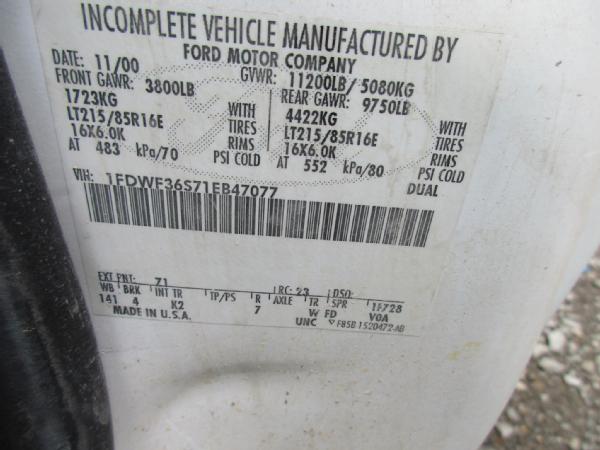 INCOMPLETE VEHICLE MANUFACTURED BY
FORD MOTOR COMPANY
DATE: 11/00 GVWR: 11200LB/ 5080KG
FRONT GAWR: 3800LB REAR GAWR: 9750LB
1723KG 4422KG
LT215/85R16E WITH TIRES LT215/85R16E WITH TIRES
16X6.0K RIMS 16X6.0K RIMS
AT 483 kPa/70 PSI COLD AT 552 kPa/80 PSI COLD
DUAL
VIN: 1FDWF36S71EB47077
EXT PNT: 71 RC: 23 DSO:
WB BRK INT TR TP/PS R AXLE TR SPR 1F728
141 4 K2 7 W FD V0A
MADE IN U.S.A. UNC F85B 1520472-AB